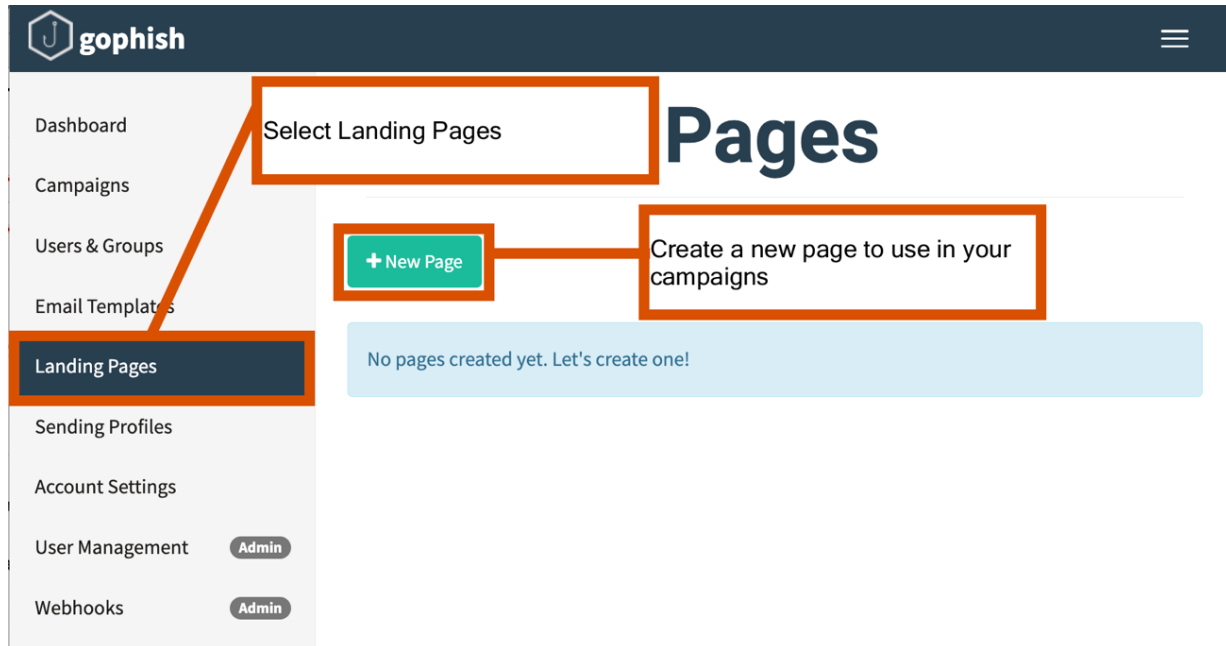 gophish
Dashboard
Select Landing Pages
Pages
Campaigns
Users & Groups
+ New Page
Create a new page to use in your
campaigns
Email Templates
Landing Pages
No pages created yet. Let's create one!
Sending Profiles
Account Settings
User Management Admin
Webhooks Admin